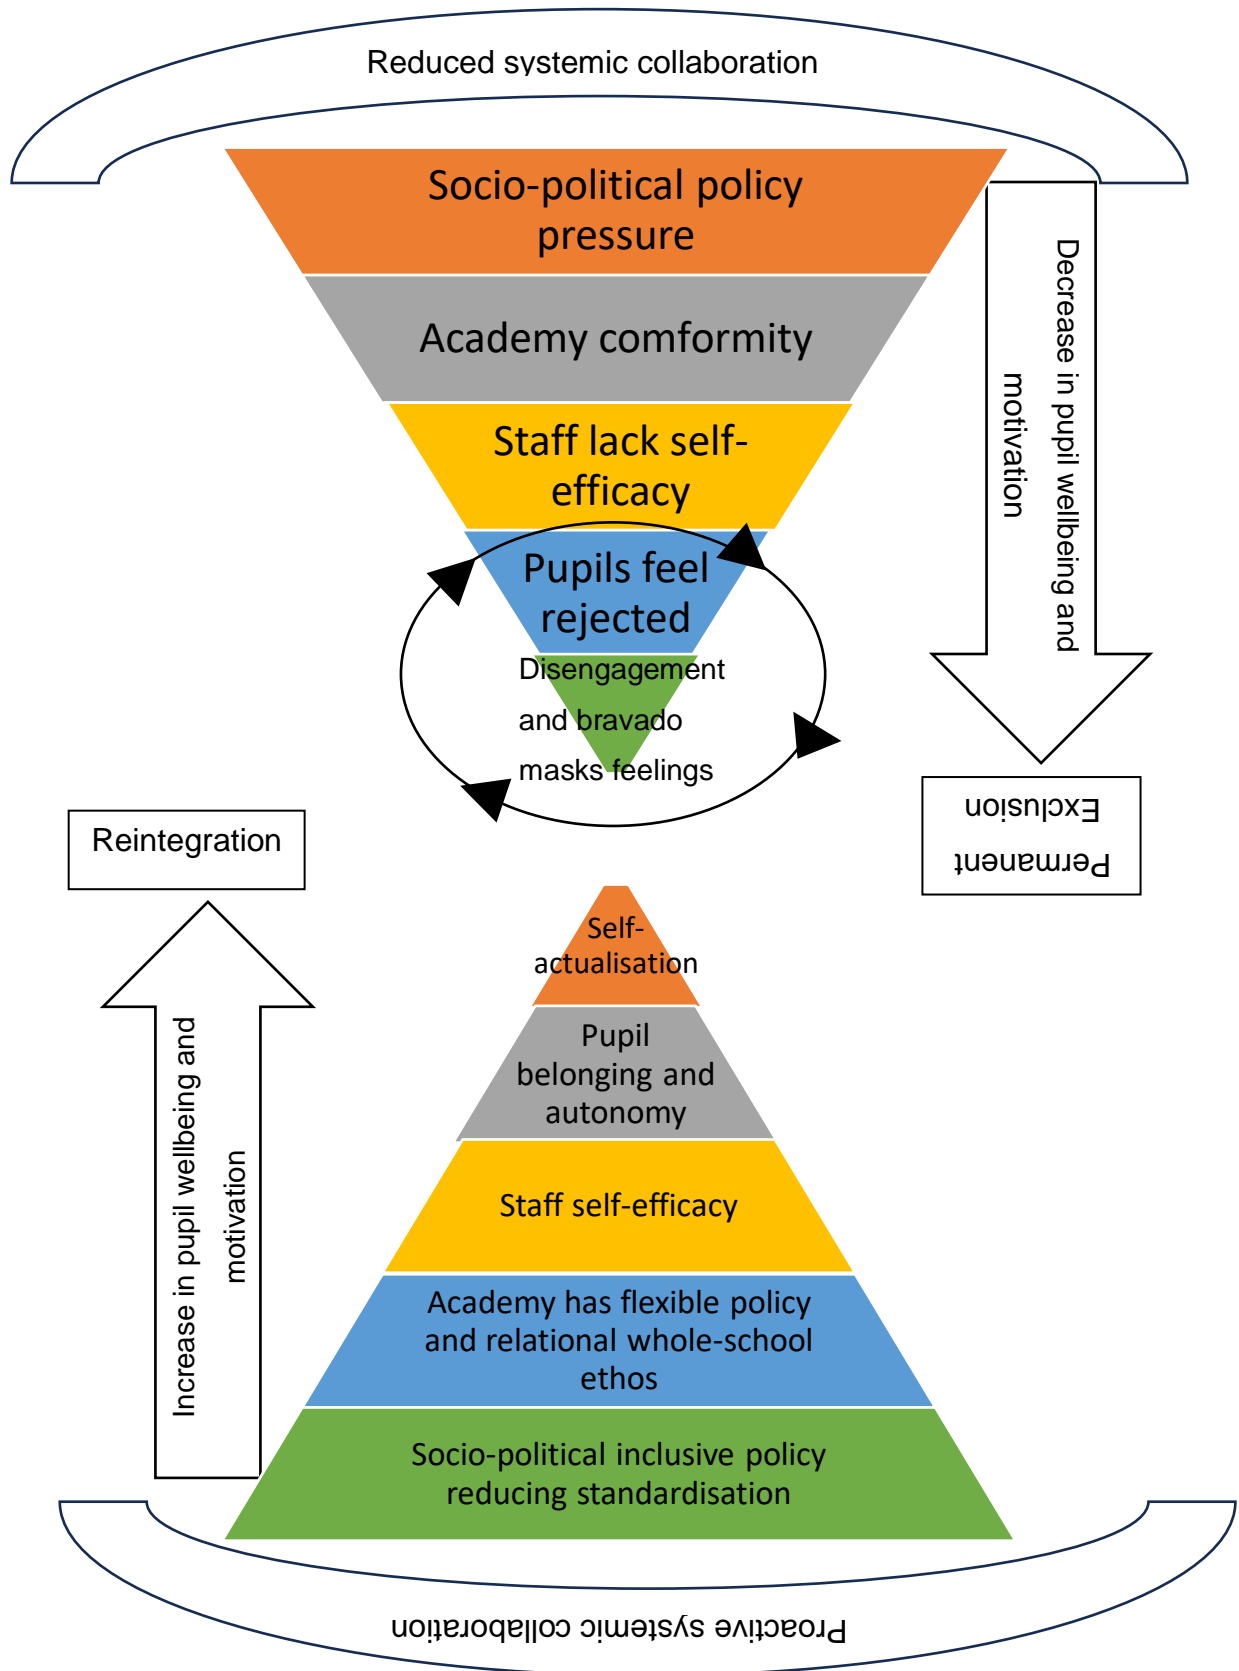 Reduced systemic collaboration
Socio-political policy
pressure
Academy comformity
Staff lack self-
efficacy
Pupils feel
rejected
Disengagement
and bravado
masks feelings
Decrease in pupil wellbeing and
motivation
Permanent
Exclusion
Reintegration
Increase in pupil wellbeing and
motivation
Self-
actualisation
Pupil
belonging and
autonomy
Staff self-efficacy
Academy has flexible policy
and relational whole-school
ethos
Socio-political inclusive policy
reducing standardisation
Proactive systemic collaboration